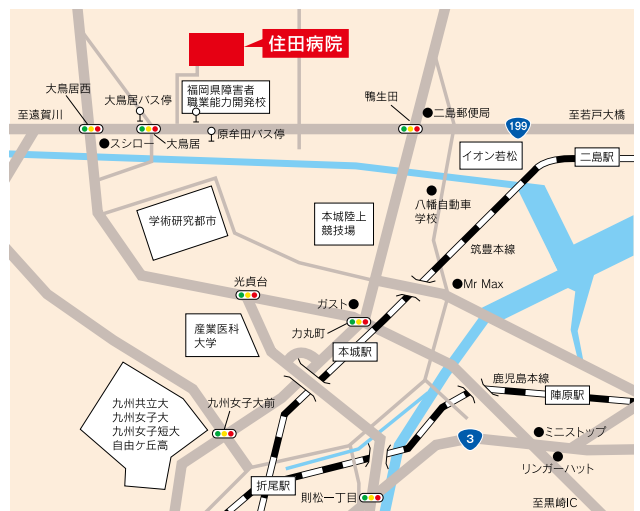 住田病院
大鳥居西
大鳥居バス停
福岡県障害者
職業能力開発校
鴨生田
二島郵便局
至遠賀川
至若戸大橋
199
スシロー
大鳥居
原牟田バス停
イオン若松
二島駅
八幡自動車
学校
学術研究都市
本城陸上
競技場
筑豊本線
光貞台
Mr Max
ガスト
産業医科
大学
力丸町
本城駅
鹿児島本線
陣原駅
九州共立大
九州女子大
九州女子短大
自由ケ丘高
九州女子大前
3
ミニストップ
リンガーハット
折尾駅
則松一丁目
至黒崎IC